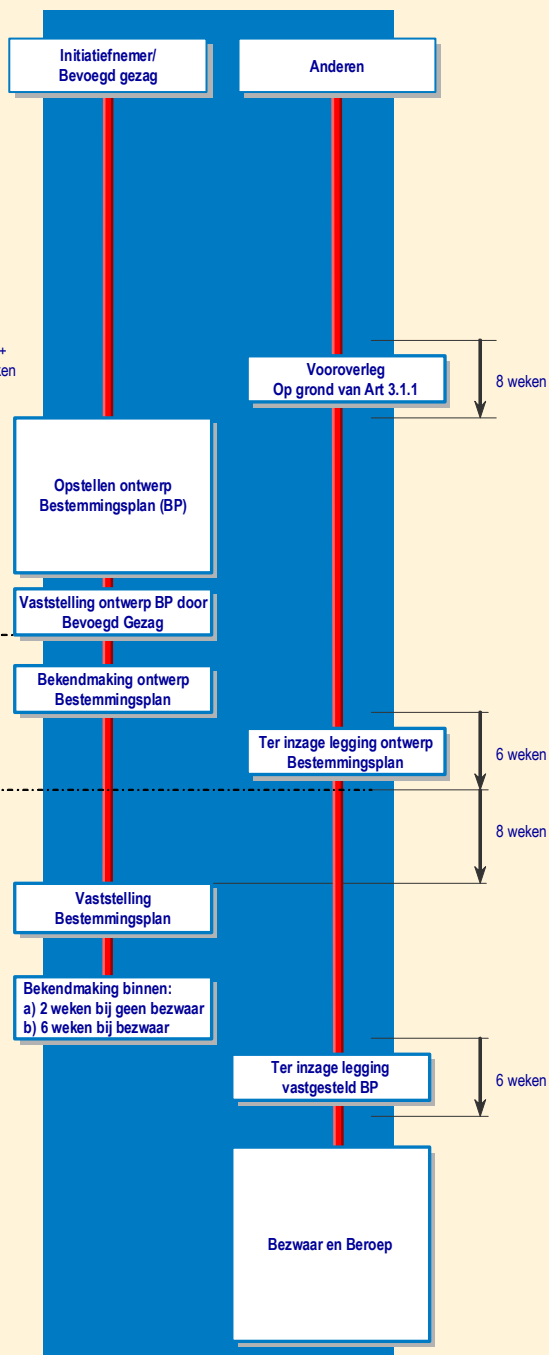 Initiatiefnemer/
Bevoegd gezag
Anderen
+
Vooroverleg
Op grond van Art 3.1.1
8 weken
Opstellen ontwerp
Bestemmingsplan (BP)
Vaststelling ontwerp BP door
Bevoegd Gezag
Bekendmaking ontwerp
Bestemmingsplan
Ter inzage legging ontwerp
Bestemmingsplan
6 weken
8 weken
Vaststelling
Bestemmingsplan
Bekendmaking binnen:
a) 2 weken bij geen bezwaar
b) 6 weken bij bezwaar
Ter inzage legging
vastgesteld BP
6 weken
Bezwaar en Beroep